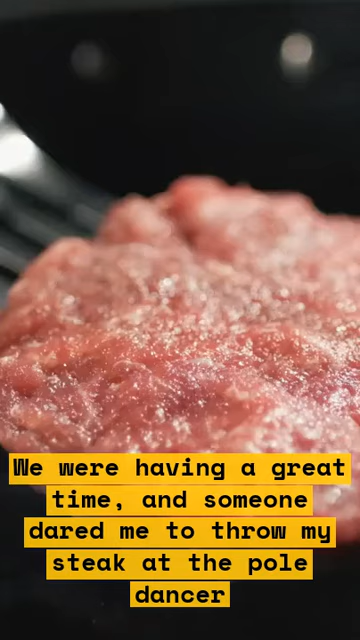 We were having a great
time, and someone
dared me to throw my
steak at the pole
dancer